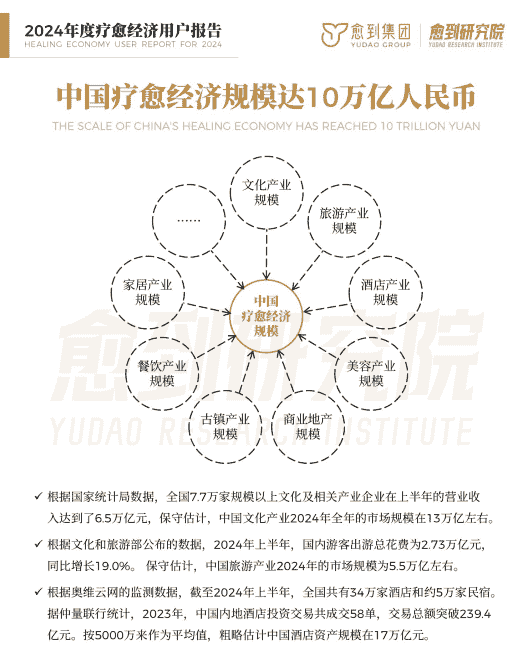 2024年度疗愈经济用户报告
HEALING ECONOMY USER REPORT FOR 2024
愈到集团
YUDAO GROUP
愈到研究院
YUDAO RESEARCH INSTITUTE
中国疗愈经济规模达10万亿人民币
THE SCALE OF CHINA'S HEALING ECONOMY HAS REACHED 10 TRILLION YUAN
文化产业
规模
……
旅游产业
规模
家居产业
规模
酒店产业
规模
中国
疗愈经济
规模
餐饮产业
规模
美容产业
规模
古镇产业
规模
商业地产
规模
愈到研究院
YUDAO RESEARCH INSTITUTE
✓ 根据国家统计局数据，全国7.7万家规模以上文化及相关产业企业在上半年的营业收
入达到了6.5万亿元，保守估计，中国文化产业2024年全年的市场规模在13万亿左右。
✓ 根据文化和旅游部公布的数据，2024年上半年，国内游客出游总花费为2.73万亿元，
同比增长19.0%。 保守估计，中国旅游产业2024年的市场规模为5.5万亿左右。
✓ 根据奥维云网的监测数据，截至2024年上半年，全国共有34万家酒店和约5万家民宿。
据仲量联行统计，2023年，中国内地酒店投资交易共成交58单，交易总额突破239.4
亿元。按5000万来作为平均值，粗略估计中国酒店资产规模在17万亿元。